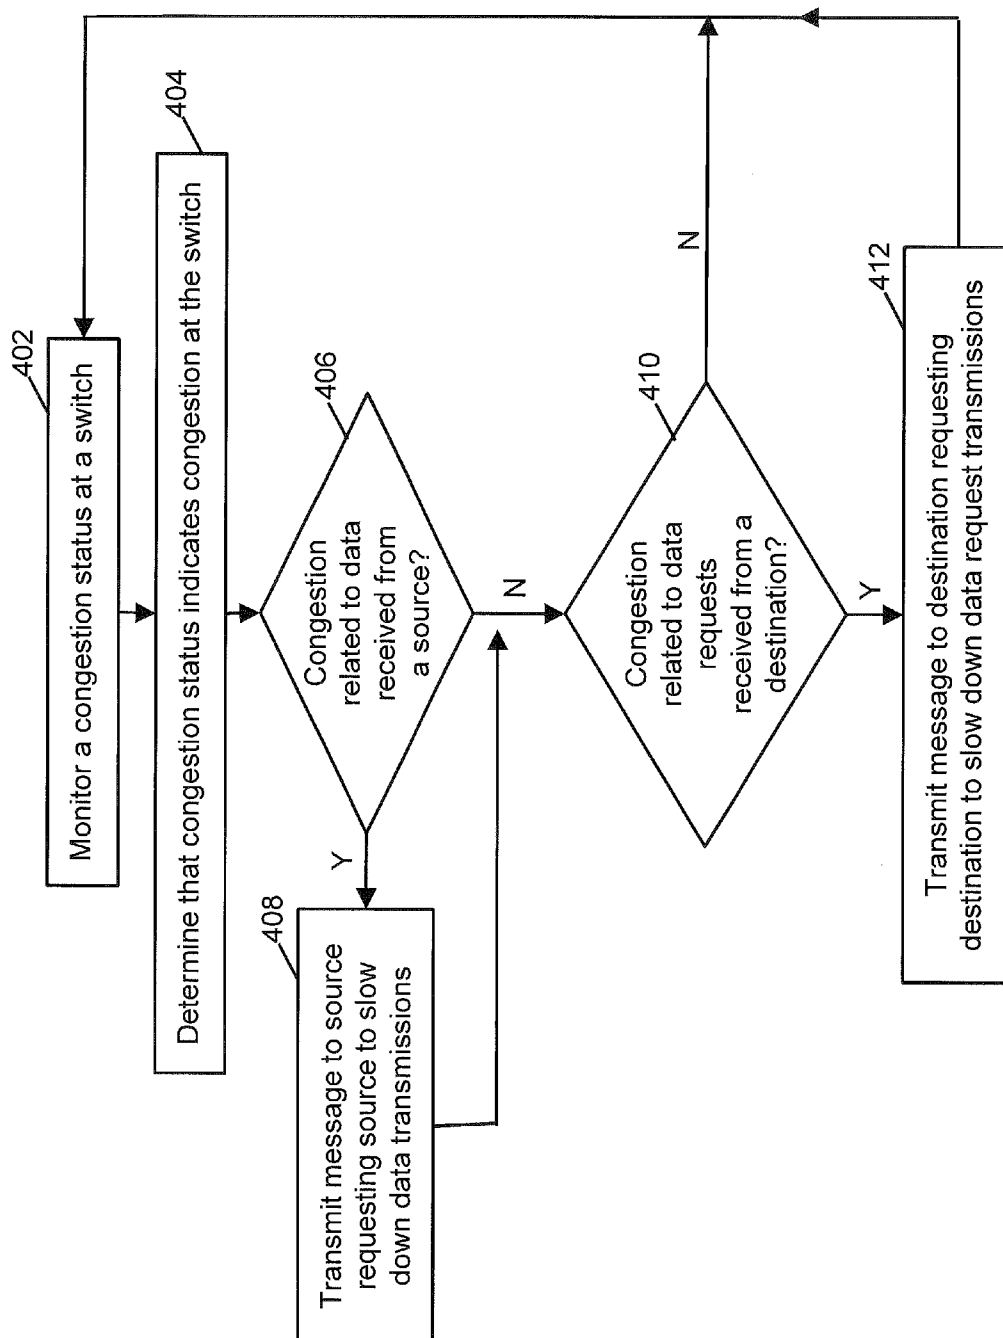 402
Monitor a congestion status at a switch
404
Determine that congestion status indicates congestion at the switch
406
Congestion
related to data
received from
a source?
Y
N
408
Transmit message to source
requesting source to slow
down data transmissions
410
Congestion
related to data
requests
received from a
destination?
N
Y
412
Transmit message to destination requesting
destination to slow down data request transmissions